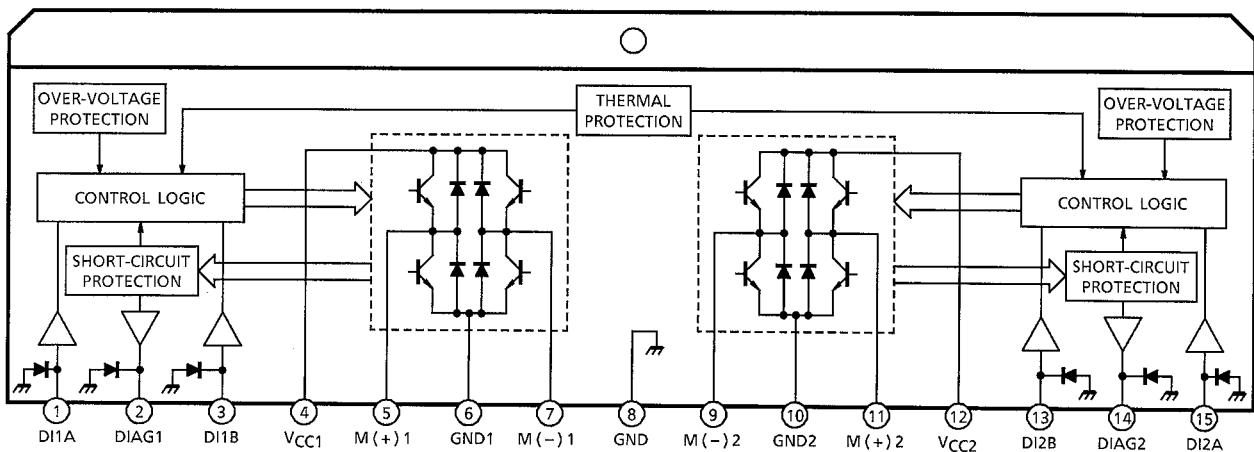 OVER-VOLTAGE
PROTECTION
THERMAL
PROTECTION
OVER-VOLTAGE
PROTECTION
CONTROL LOGIC
CONTROL LOGIC
SHORT-CIRCUIT
PROTECTION
SHORT-CIRCUIT
PROTECTION
1 2 3 4 5 6 7 8 9 10 11 12 13 14 15
DI1A DIAG1 DI1B VCC1 M(+)1 GND1 M(−)1 GND M(−)2 GND2 M(+)2 VCC2 DI2B DIAG2 DI2A